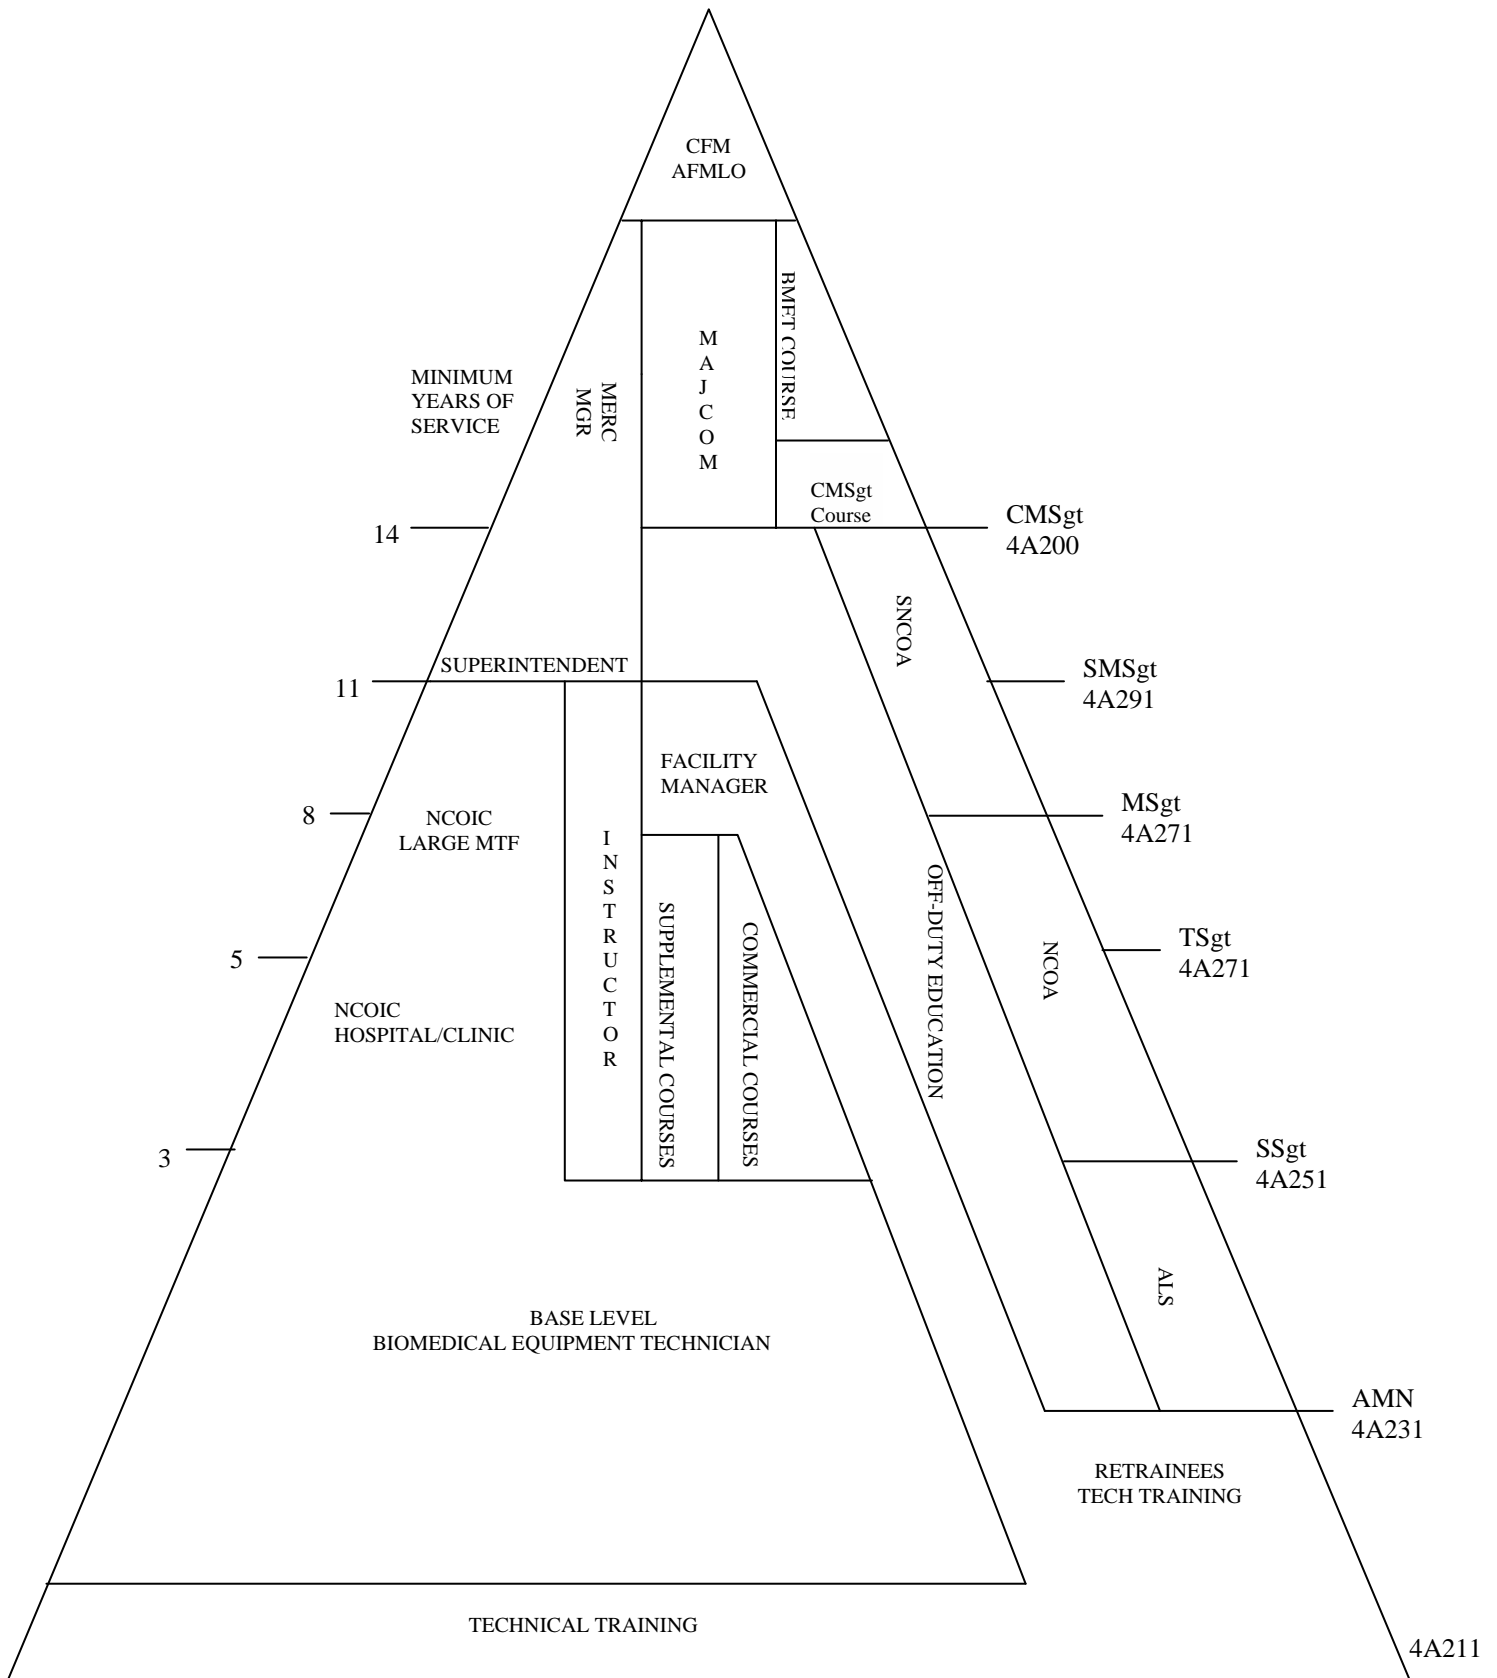 CFM
AFMLO
BMET COURSE
MAJCOM
MERC
MGR
MINIMUM
YEARS OF
SERVICE
CMSgt
Course
14
CMSgt
4A200
SNCOA
SUPERINTENDENT
11
SMSgt
4A291
FACILITY
MANAGER
8
NCOIC
LARGE MTF
MSgt
4A271
INSTRUCTOR
SUPPLEMENTAL COURSES
COMMERCIAL COURSES
OFF-DUTY EDUCATION
NCOA
5
TSgt
4A271
NCOIC
HOSPITAL/CLINIC
3
SSgt
4A251
ALS
BASE LEVEL
BIOMEDICAL EQUIPMENT TECHNICIAN
AMN
4A231
RETRAINEES
TECH TRAINING
TECHNICAL TRAINING
4A211